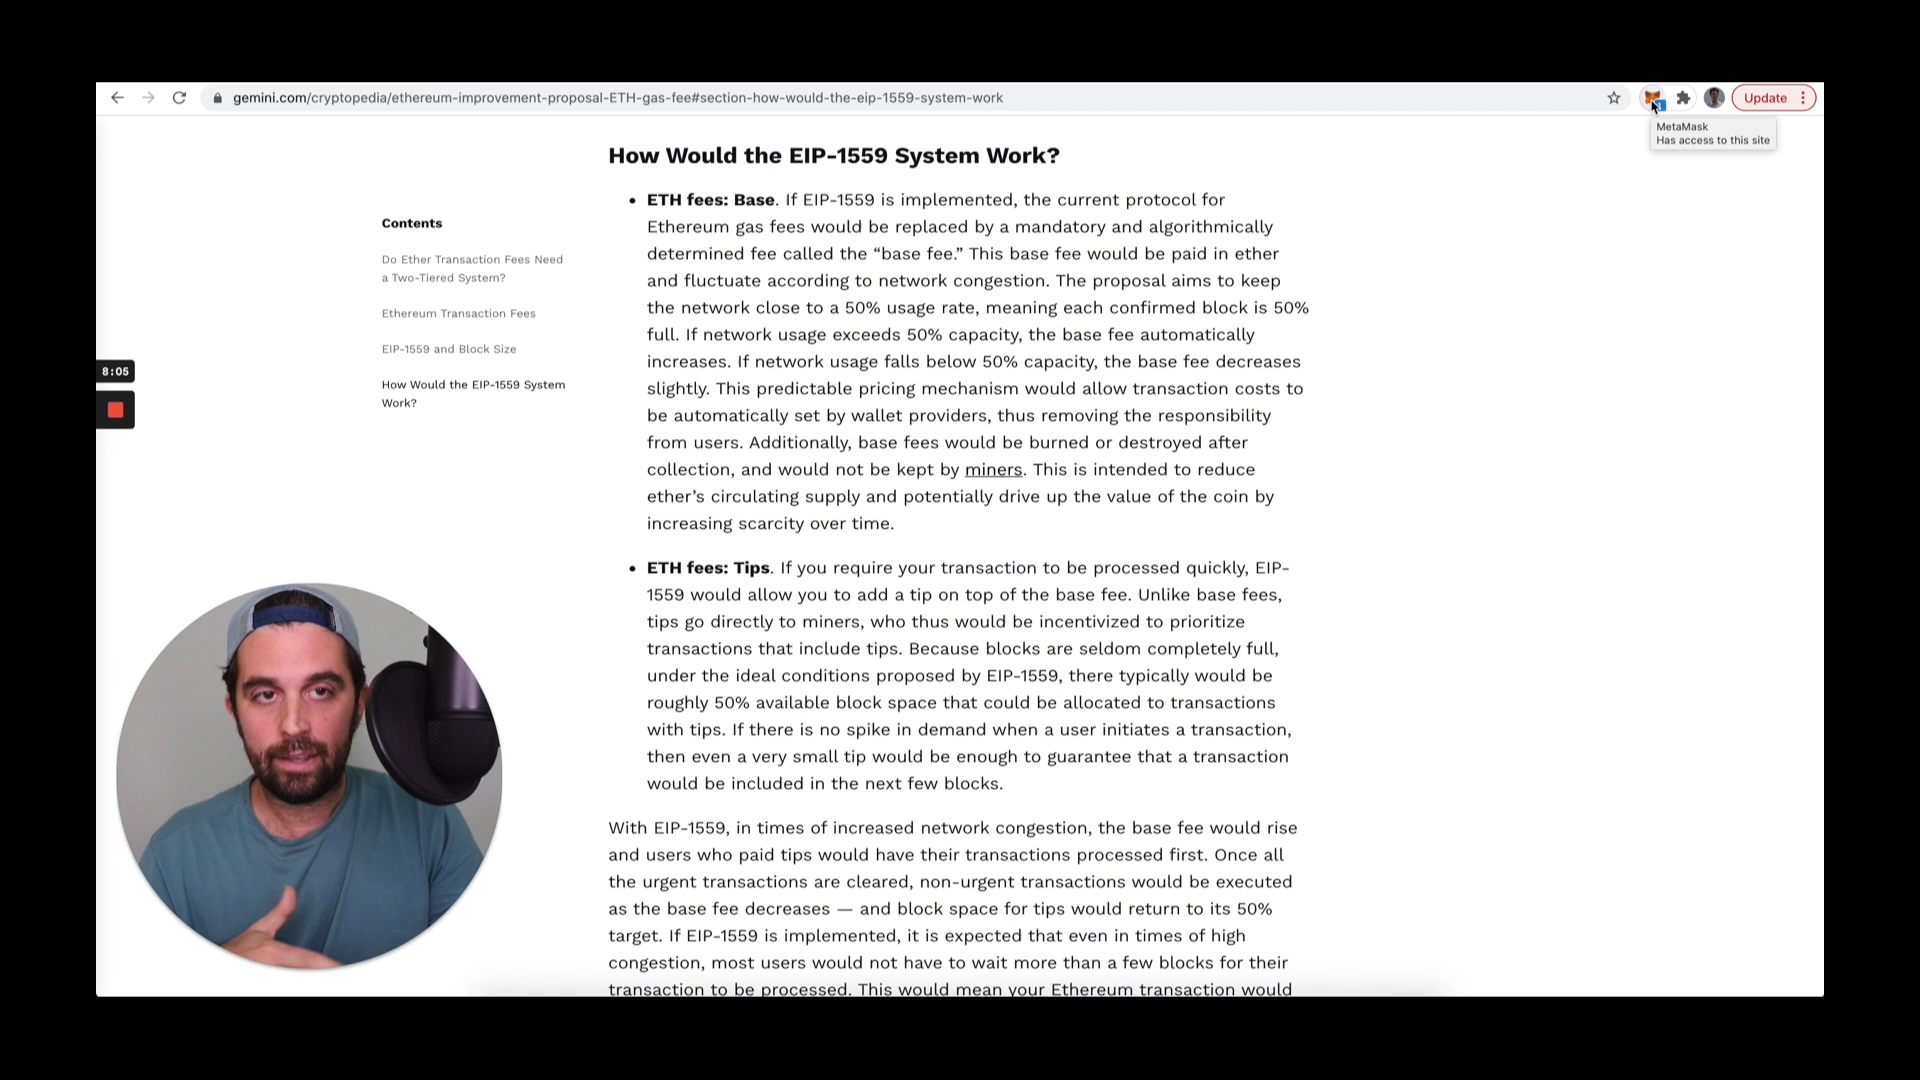 gemini.com/cryptopedia/ethereum-improvement-proposal-ETH-gas-fee#section-how-would-the-eip-1559-system-work
Update
MetaMask
Has access to this site
How Would the EIP-1559 System Work?
Contents
Do Ether Transaction Fees Need
a Two-Tiered System?
Ethereum Transaction Fees
EIP-1559 and Block Size
How Would the EIP-1559 System
Work?
8:05
• ETH fees: Base. If EIP-1559 is implemented, the current protocol for
Ethereum gas fees would be replaced by a mandatory and algorithmically
determined fee called the “base fee.” This base fee would be paid in ether
and fluctuate according to network congestion. The proposal aims to keep
the network close to a 50% usage rate, meaning each confirmed block is 50%
full. If network usage exceeds 50% capacity, the base fee automatically
increases. If network usage falls below 50% capacity, the base fee decreases
slightly. This predictable pricing mechanism would allow transaction costs to
be automatically set by wallet providers, thus removing the responsibility
from users. Additionally, base fees would be burned or destroyed after
collection, and would not be kept by miners. This is intended to reduce
ether’s circulating supply and potentially drive up the value of the coin by
increasing scarcity over time.
• ETH fees: Tips. If you require your transaction to be processed quickly, EIP-
1559 would allow you to add a tip on top of the base fee. Unlike base fees,
tips go directly to miners, who thus would be incentivized to prioritize
transactions that include tips. Because blocks are seldom completely full,
under the ideal conditions proposed by EIP-1559, there typically would be
roughly 50% available block space that could be allocated to transactions
with tips. If there is no spike in demand when a user initiates a transaction,
then even a very small tip would be enough to guarantee that a transaction
would be included in the next few blocks.
With EIP-1559, in times of increased network congestion, the base fee would rise
and users who paid tips would have their transactions processed first. Once all
the urgent transactions are cleared, non-urgent transactions would be executed
as the base fee decreases — and block space for tips would return to its 50%
target. If EIP-1559 is implemented, it is expected that even in times of high
congestion, most users would not have to wait more than a few blocks for their
transaction to be processed. This would mean your Ethereum transaction would